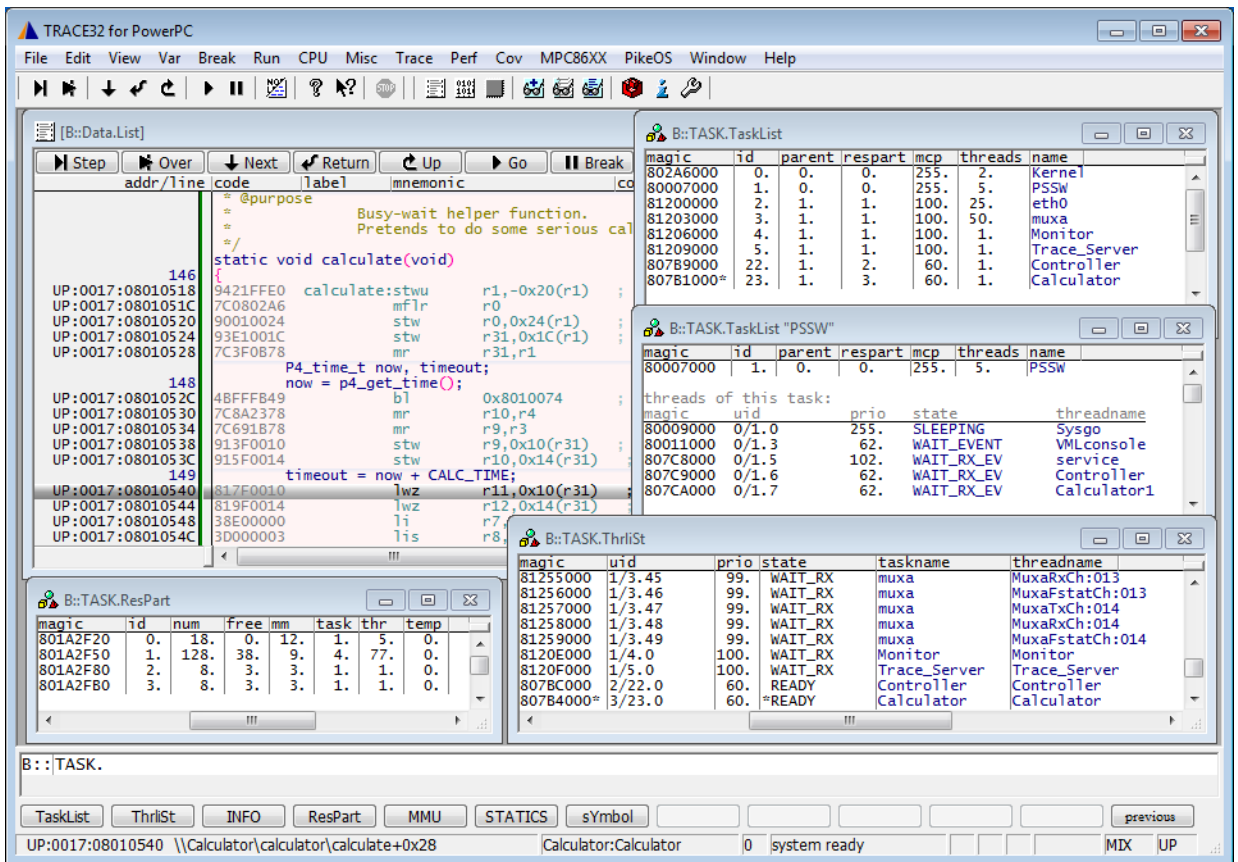 TRACE32 for PowerPC
File Edit View Var Break Run CPU Misc Trace Perf Cov MPC86XX PikeOS Window Help
[B::Data.List]
Step Over Next Return Up Go Break
addr/line code label mnemonic co
* @purpose
* Busy-wait helper function.
* Pretends to do some serious cal
*/
static void calculate(void)
146 {
UP:0017:08010518 9421FFE0 calculate:stwu r1,-0x20(r1) ;
UP:0017:0801051C 7C0802A6 mflr r0
UP:0017:08010520 90010024 stw r0,0x24(r1) ;
UP:0017:08010524 93E1001C stw r31,0x1C(r1) ;
UP:0017:08010528 7C3F0B78 mr r31,r1
P4_time_t now, timeout;
148 now = p4_get_time();
UP:0017:0801052C 4BFFFB49 bl 0x8010074 ;
UP:0017:08010530 7C8A2378 mr r10,r4
UP:0017:08010534 7C691B78 mr r9,r3
UP:0017:08010538 913F0010 stw r9,0x10(r31) ;
UP:0017:0801053C 915F0014 stw r10,0x14(r31) ;
149 timeout = now + CALC_TIME;
UP:0017:08010540 817F0010 lwz r11,0x10(r31) ;
UP:0017:08010544 819F0014 lwz r12,0x14(r31) ;
UP:0017:08010548 38E00000 li r7,
UP:0017:0801054C 3D000003 lis r8,
B::TASK.TaskList
magic id parent respart mcp threads name
802A6000 0. 0. 0. 255. 2. Kernel
80007000 1. 0. 0. 255. 5. PSSW
81200000 2. 1. 1. 100. 25. eth0
81203000 3. 1. 1. 100. 50. muxa
81206000 4. 1. 1. 100. 1. Monitor
81209000 5. 1. 1. 100. 1. Trace_Server
807B9000 22. 1. 2. 60. 1. Controller
807B1000* 23. 1. 3. 60. 1. Calculator
B::TASK.TaskList "PSSW"
magic id parent respart mcp threads name
80007000 1. 0. 0. 255. 5. PSSW
threads of this task:
magic uid prio state threadname
80009000 0/1.0 255. SLEEPING Sysgo
80011000 0/1.3 62. WAIT_EVENT VMLconsole
807C8000 0/1.5 102. WAIT_RX_EV service
807C9000 0/1.6 62. WAIT_RX_EV Controller
807CA000 0/1.7 62. WAIT_RX_EV Calculator1
B::TASK.ThrliSt
magic uid prio state taskname threadname
81255000 1/3.45 99. WAIT_RX muxa MuxaRxCh:013
81256000 1/3.46 99. WAIT_RX muxa MuxaFstatCh:013
81257000 1/3.47 99. WAIT_RX muxa MuxaTxCh:014
81258000 1/3.48 99. WAIT_RX muxa MuxaRxCh:014
81259000 1/3.49 99. WAIT_RX muxa MuxaFstatCh:014
8120E000 1/4.0 100. WAIT_RX Monitor Monitor
8120F000 1/5.0 100. WAIT_RX Trace_Server Trace_Server
807BC000 2/22.0 60. READY Controller Controller
807B4000* 3/23.0 60. *READY Calculator Calculator
B::TASK.ResPart
magic id num free mm task thr temp
801A2F20 0. 18. 0. 12. 1. 5. 0.
801A2F50 1. 128. 38. 9. 4. 77. 0.
801A2F80 2. 8. 3. 3. 1. 1. 0.
801A2FB0 3. 8. 3. 3. 1. 1. 0.
B::TASK.
TaskList ThrliSt INFO ResPart MMU STATICS sYmbol previous
UP:0017:08010540 \\Calculator\calculator\calculate+0x28 Calculator:Calculator 0 system ready MIX UP